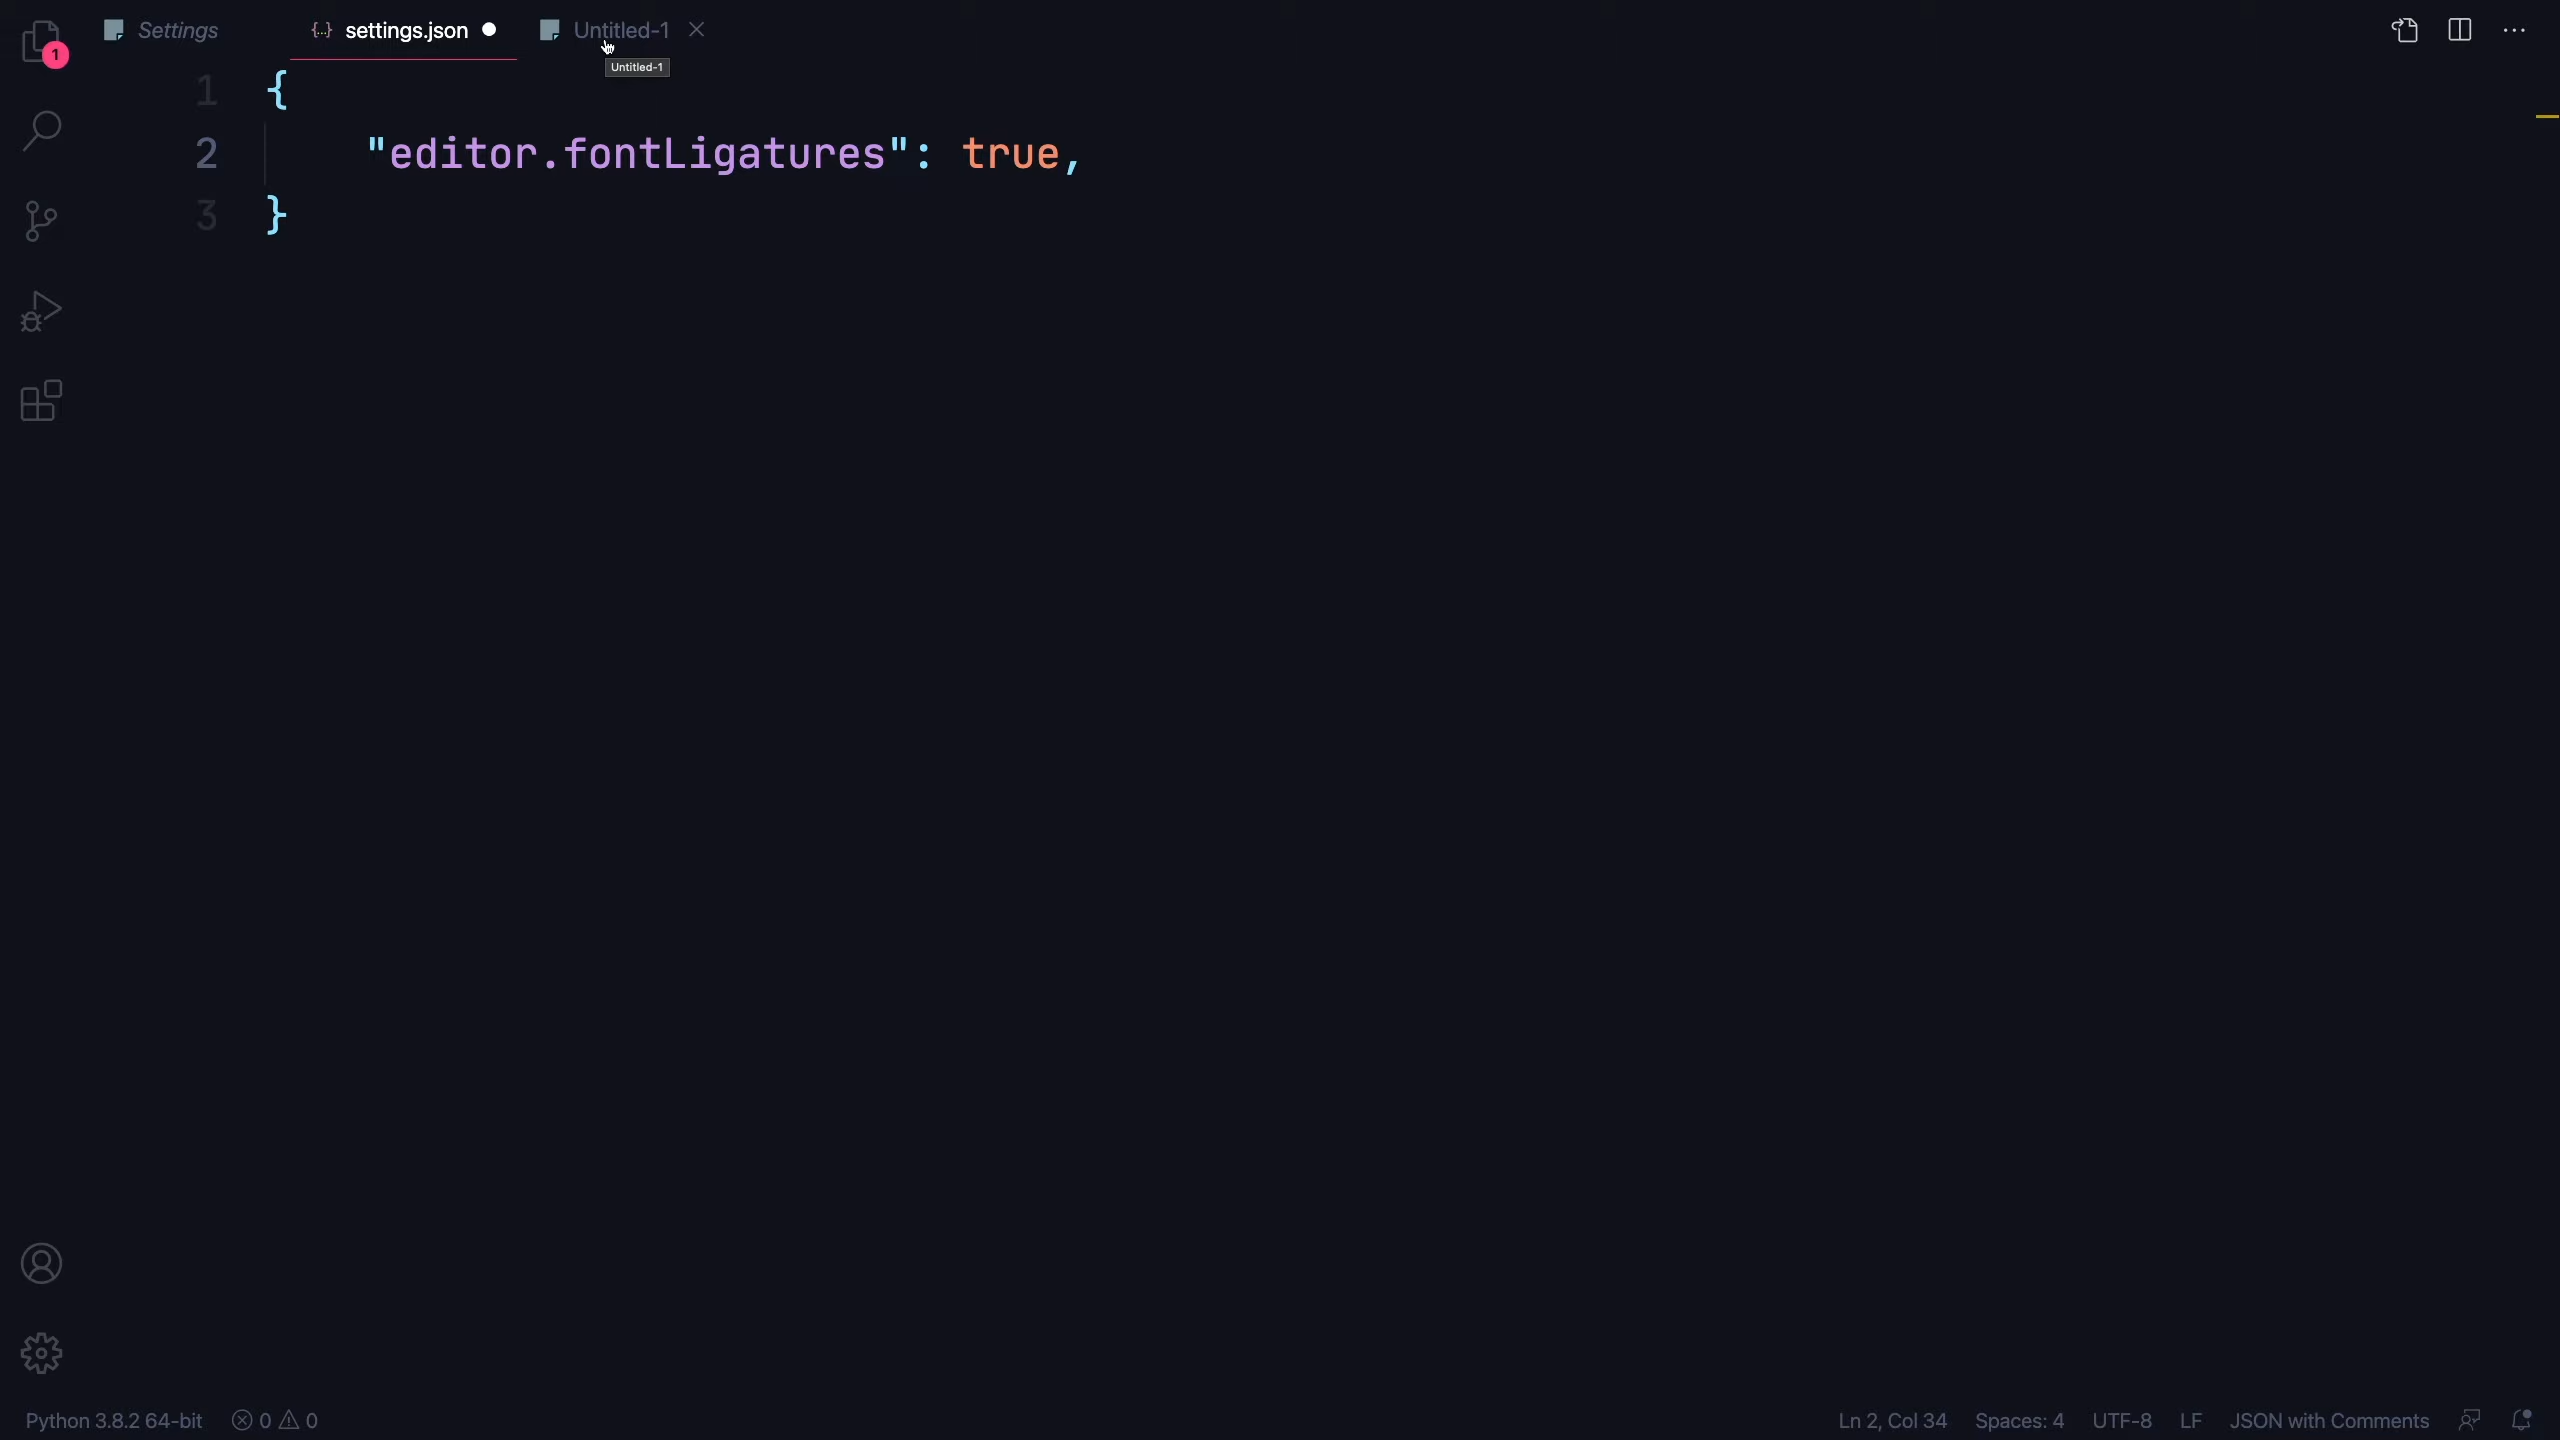 Settings
{..} settings.json
Untitled-1
Untitled-1
1
1 {
2 "editor.fontLigatures": true,
3 }
Python 3.8.2 64-bit 0 0
Ln 2, Col 34 Spaces: 4 UTF-8 LF JSON with Comments